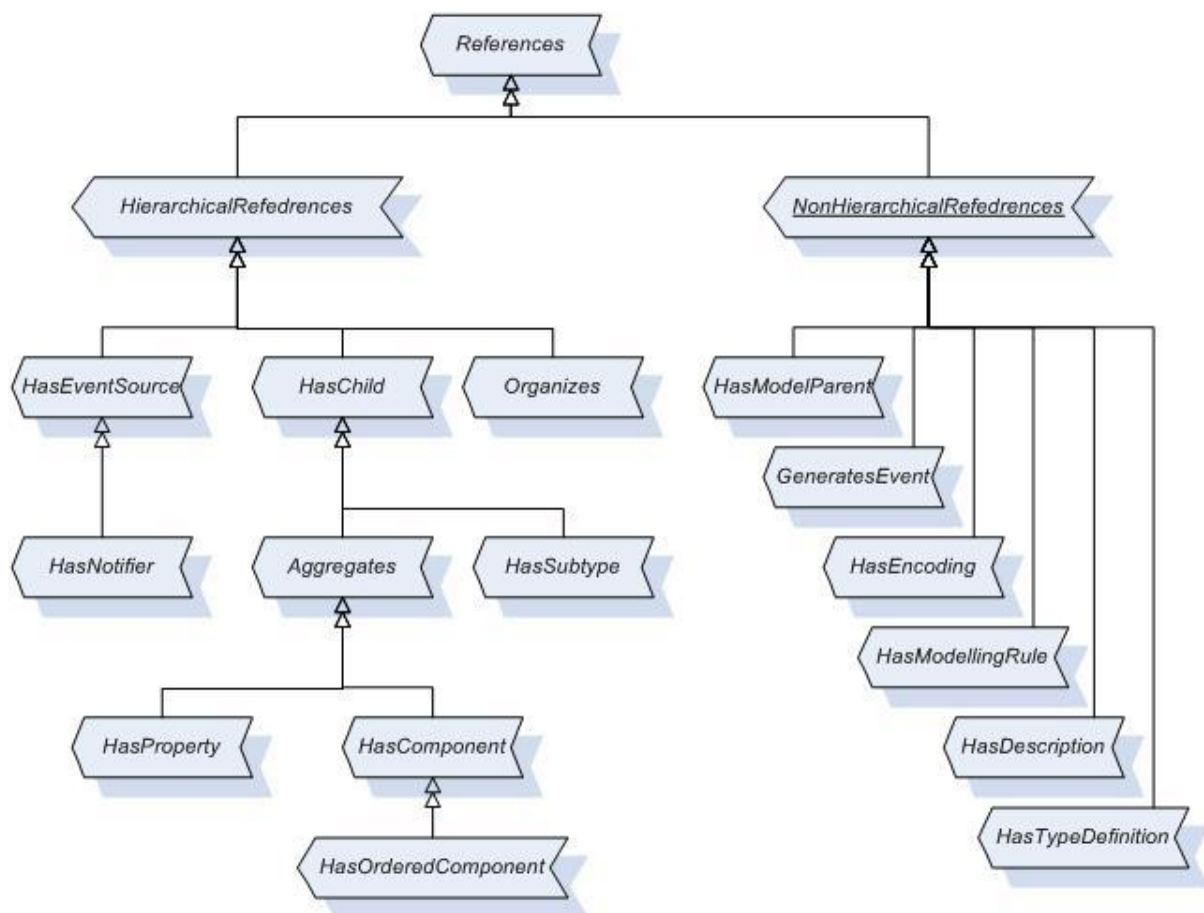 References
HierarchicalRefedrences
NonHierarchicalRefedrences
HasEventSource
HasChild
Organizes
HasModelParent
GeneratesEvent
HasNotifier
Aggregates
HasSubtype
HasEncoding
HasModellingRule
HasProperty
HasComponent
HasDescription
HasOrderedComponent
HasTypeDefinition